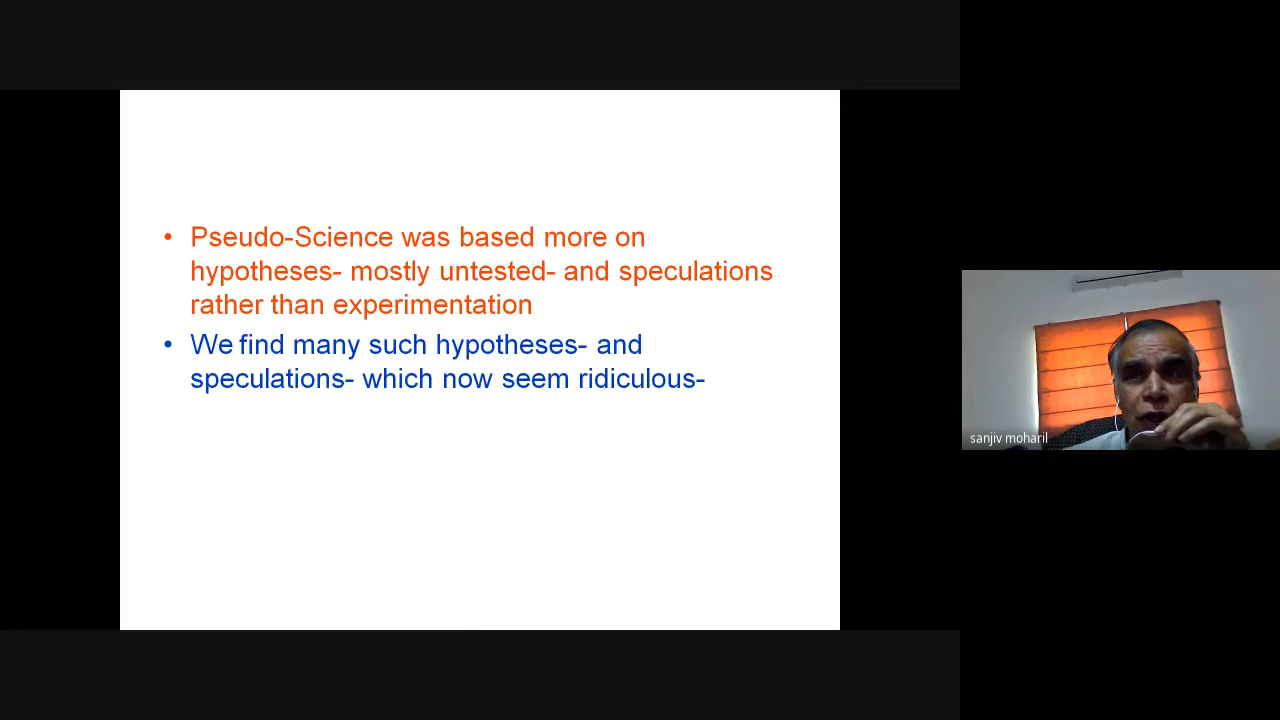 • Pseudo-Science was based more on
hypotheses- mostly untested- and speculations
rather than experimentation
• We find many such hypotheses- and
speculations- which now seem ridiculous-
sanjiv moharil